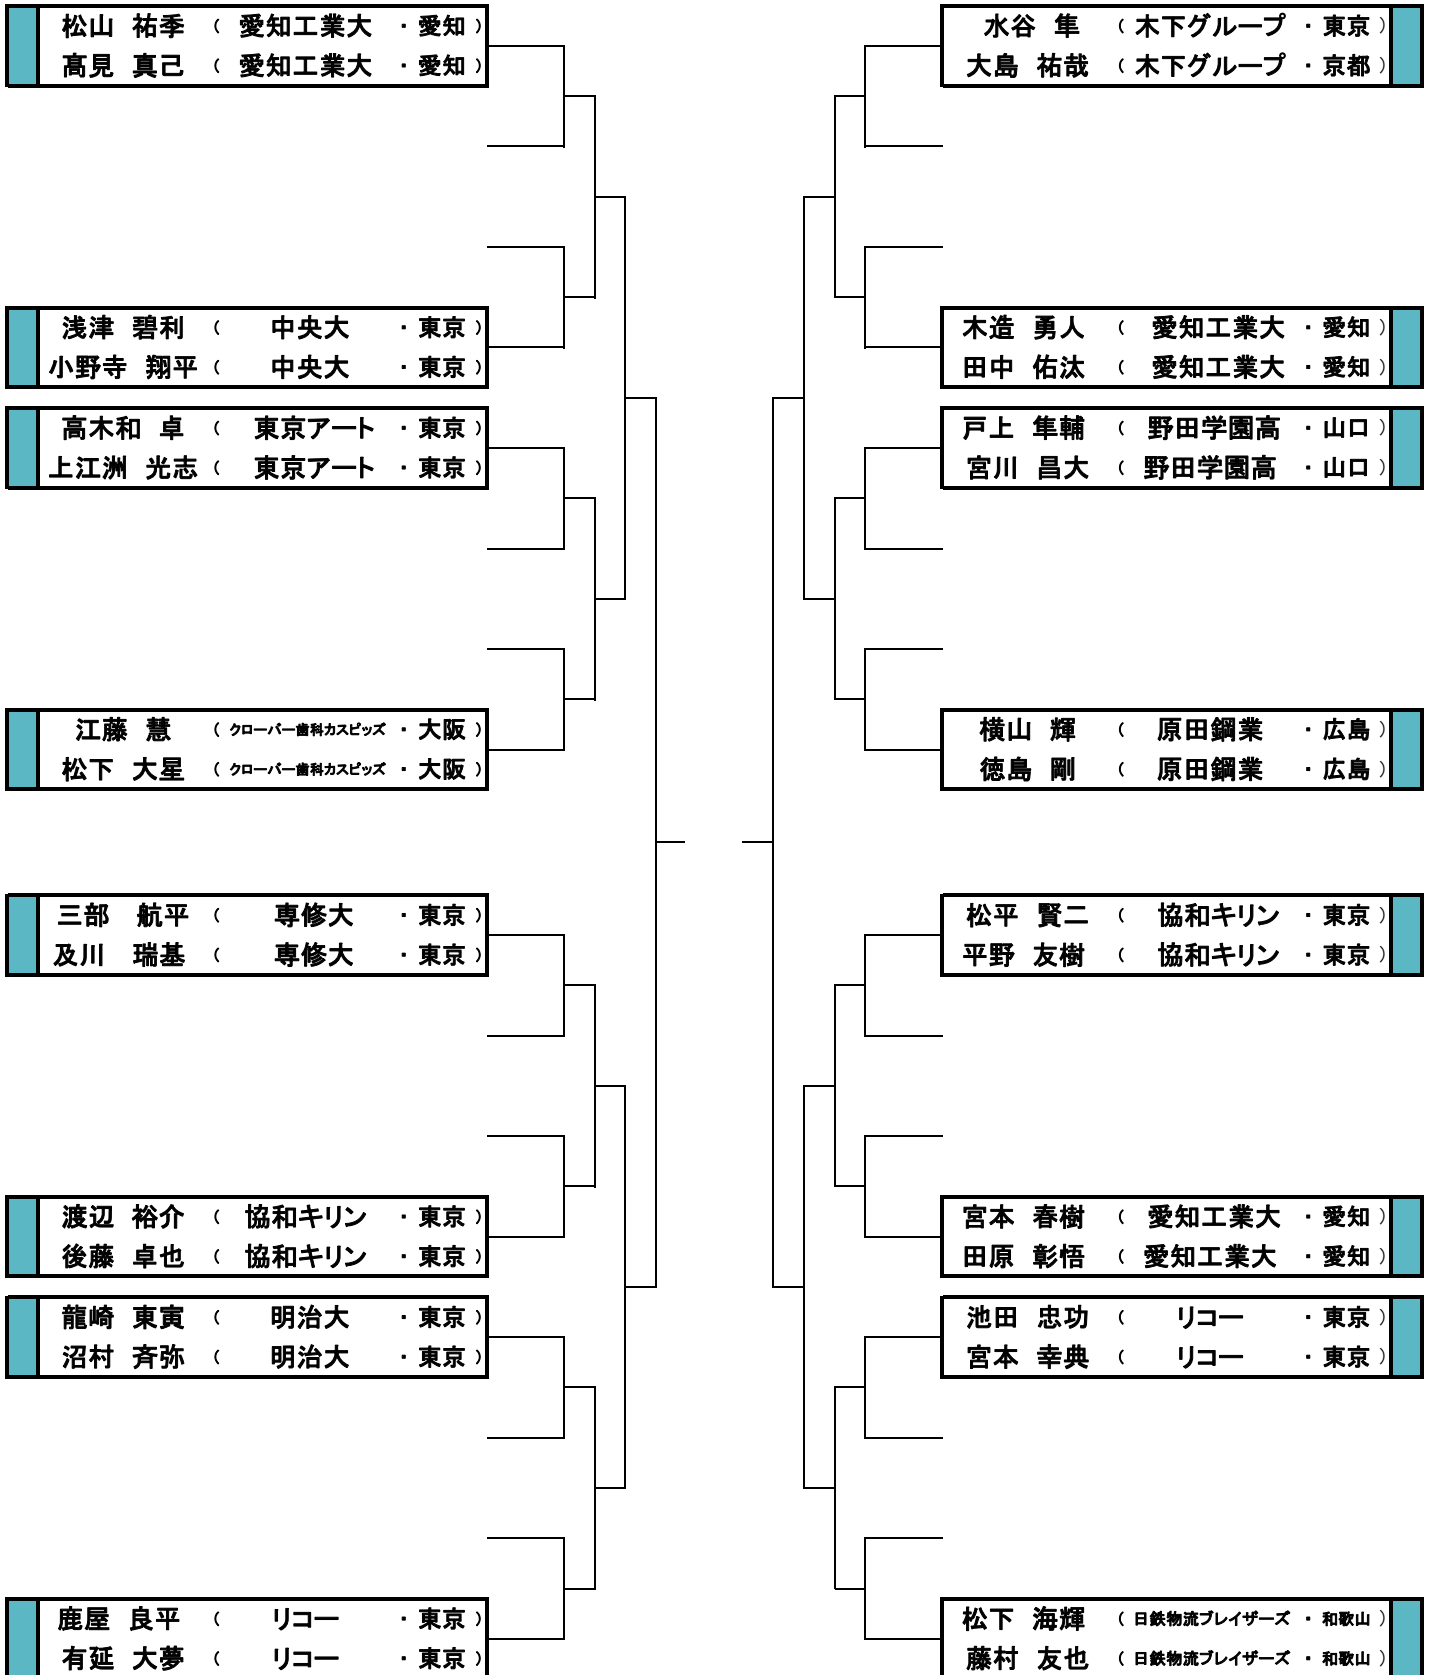 松山 祐季 ( 愛知工業大 ・ 愛知 )
髙見 真己 ( 愛知工業大 ・ 愛知 )
浅津 碧利 ( 中央大 ・ 東京 )
小野寺 翔平 ( 中央大 ・ 東京 )
高木和 卓 ( 東京アート ・ 東京 )
上江洲 光志 ( 東京アート ・ 東京 )
江藤 慧 ( クローバー歯科カスピッズ ・ 大阪 )
松下 大星 ( クローバー歯科カスピッズ ・ 大阪 )
三部 航平 ( 専修大 ・ 東京 )
及川 瑞基 ( 専修大 ・ 東京 )
渡辺 裕介 ( 協和キリン ・ 東京 )
後藤 卓也 ( 協和キリン ・ 東京 )
龍崎 東寅 ( 明治大 ・ 東京 )
沼村 斉弥 ( 明治大 ・ 東京 )
鹿屋 良平 ( リコー ・ 東京 )
有延 大夢 ( リコー ・ 東京 )
水谷 隼 ( 木下グループ ・ 東京 )
大島 祐哉 ( 木下グループ ・ 京都 )
木造 勇人 ( 愛知工業大 ・ 愛知 )
田中 佑汰 ( 愛知工業大 ・ 愛知 )
戸上 隼輔 ( 野田学園高 ・ 山口 )
宮川 昌大 ( 野田学園高 ・ 山口 )
横山 輝 ( 原田鋼業 ・ 広島 )
徳島 剛 ( 原田鋼業 ・ 広島 )
松平 賢二 ( 協和キリン ・ 東京 )
平野 友樹 ( 協和キリン ・ 東京 )
宮本 春樹 ( 愛知工業大 ・ 愛知 )
田原 彰悟 ( 愛知工業大 ・ 愛知 )
池田 忠功 ( リコー ・ 東京 )
宮本 幸典 ( リコー ・ 東京 )
松下 海輝 ( 日鉄物流ブレイザーズ ・ 和歌山 )
藤村 友也 ( 日鉄物流ブレイザーズ ・ 和歌山 )